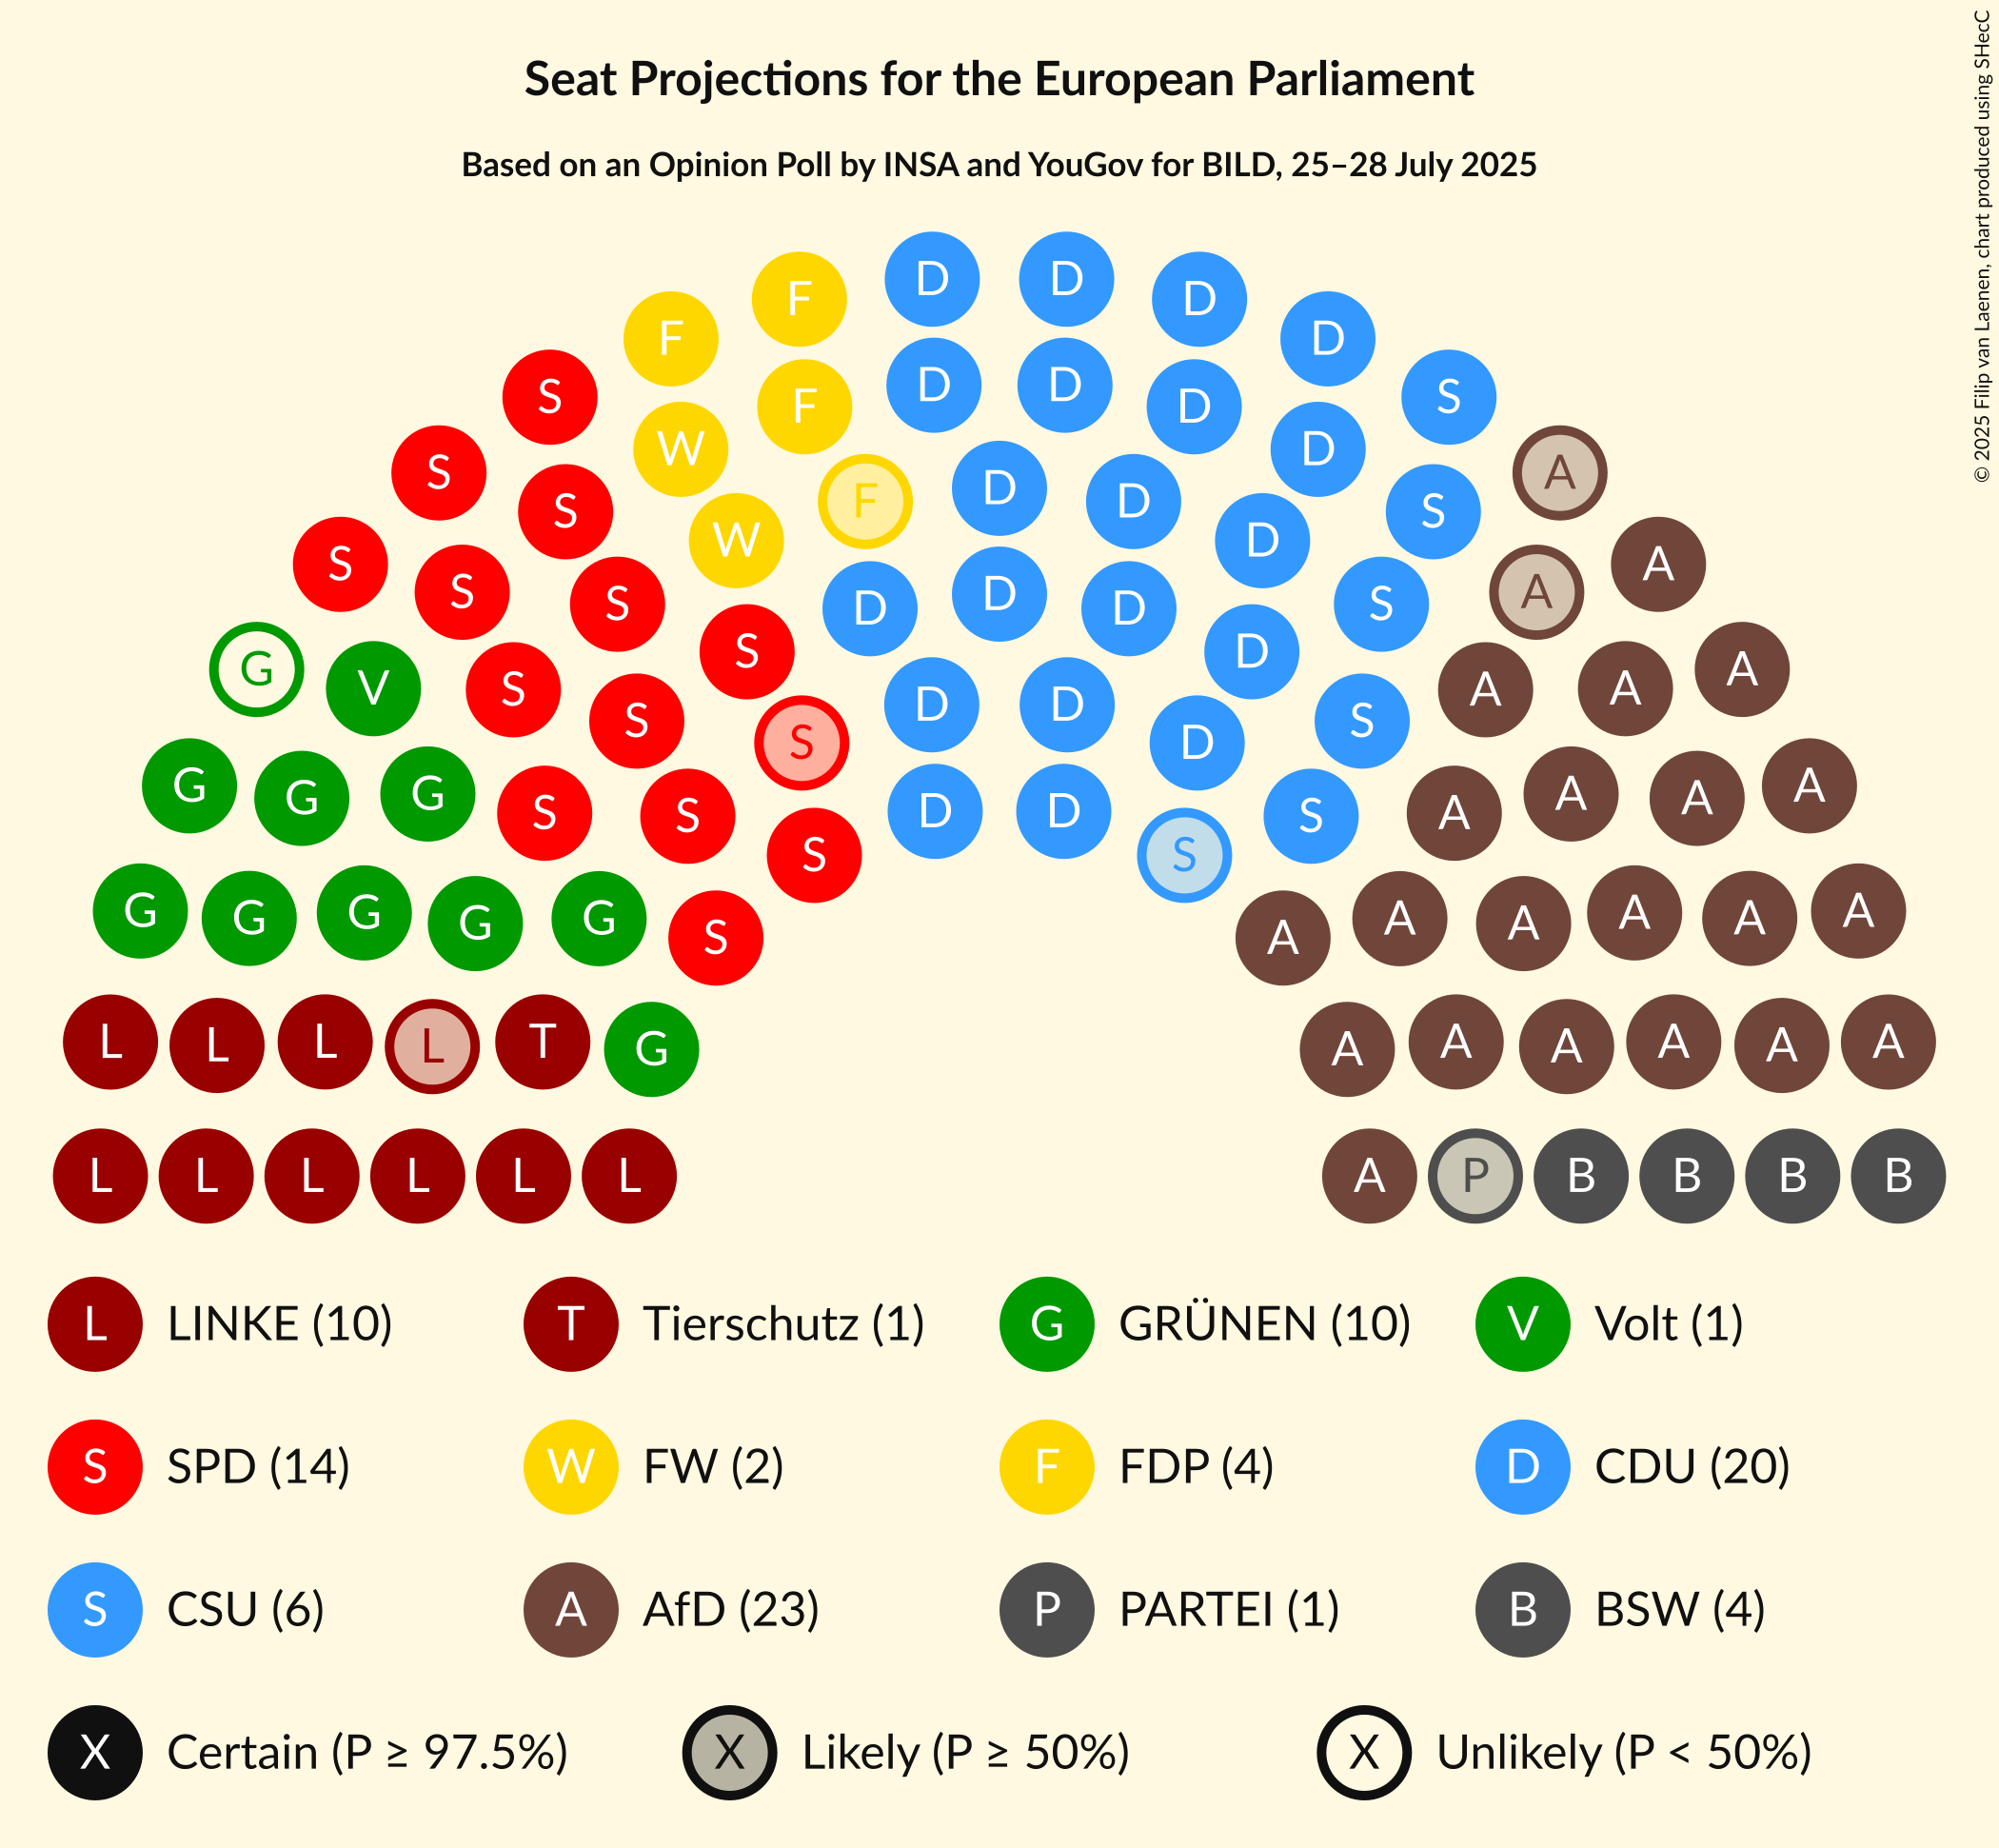 Seat Projections for the European Parliament
Based on an Opinion Poll by INSA and YouGov for BILD, 25–28 July 2025
© 2025 Filip van Laenen, chart produced using SHecC
D D
F D
F D
D D
F D
S S
W D
S A
F
D D
S S
W D
S A
S A
S A
D
D D
S D
G A
V S A A
S S
S D
D D
G G G A A A
S S S A
D D
S S
G G G G G A A A A A
S A
L L L L T G A A A A A A
L L L L L L A P B B B B
L LINKE (10) T Tierschutz (1) G GRÜNEN (10) V Volt (1)
S SPD (14) W FW (2) F FDP (4) D CDU (20)
S CSU (6) A AfD (23) P PARTEI (1) B BSW (4)
X Certain (P ≥ 97.5%) X Likely (P ≥ 50%) X Unlikely (P < 50%)